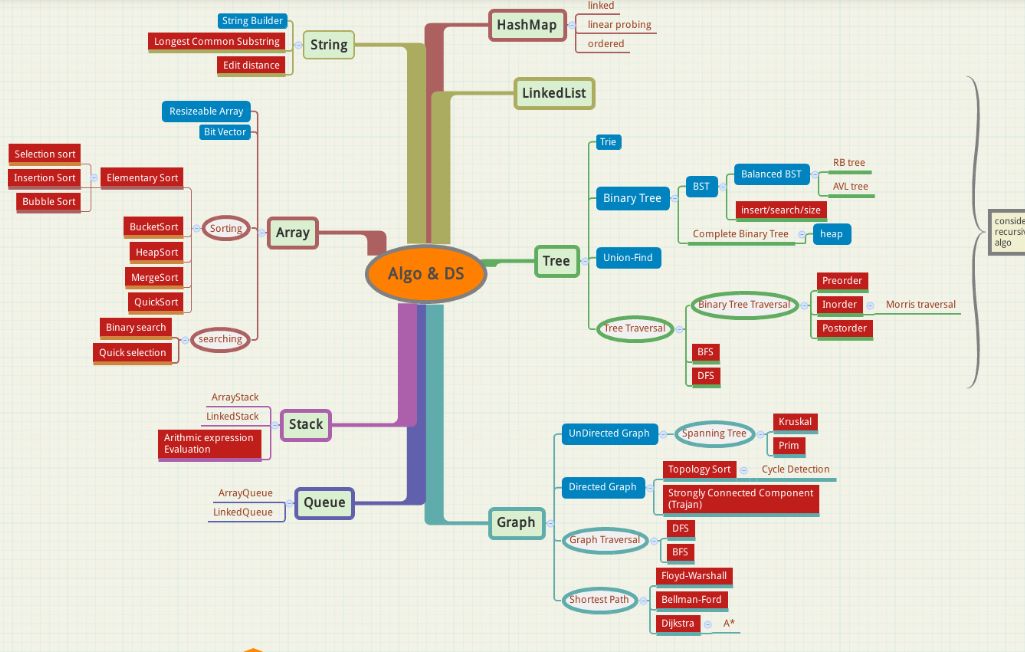 linked
HashMap
linear probing
ordered
String Builder
Longest Common Substring
String
Edit distance
LinkedList
Resizeable Array
Bit Vector
Selection sort
Insertion Sort
Elementary Sort
Bubble Sort
BucketSort
Sorting
Array
HeapSort
MergeSort
QuickSort
Binary search
searching
Quick selection
Algo & DS
Tree
Trie
Binary Tree
BST
Balanced BST
RB tree
AVL tree
insert/search/size
Complete Binary Tree
heap
Union-Find
Tree Traversal
Binary Tree Traversal
Preorder
Inorder
Morris traversal
Postorder
BFS
DFS
recursiv
algo
ArrayStack
LinkedStack
Stack
Arithmic expression
Evaluation
ArrayQueue
Queue
LinkedQueue
Graph
UnDirected Graph
Spanning Tree
Kruskal
Prim
Directed Graph
Topology Sort
Cycle Detection
Strongly Connected Component
(Trajan)
Graph Traversal
DFS
BFS
Shortest Path
Floyd-Warshall
Bellman-Ford
Dijkstra
A*